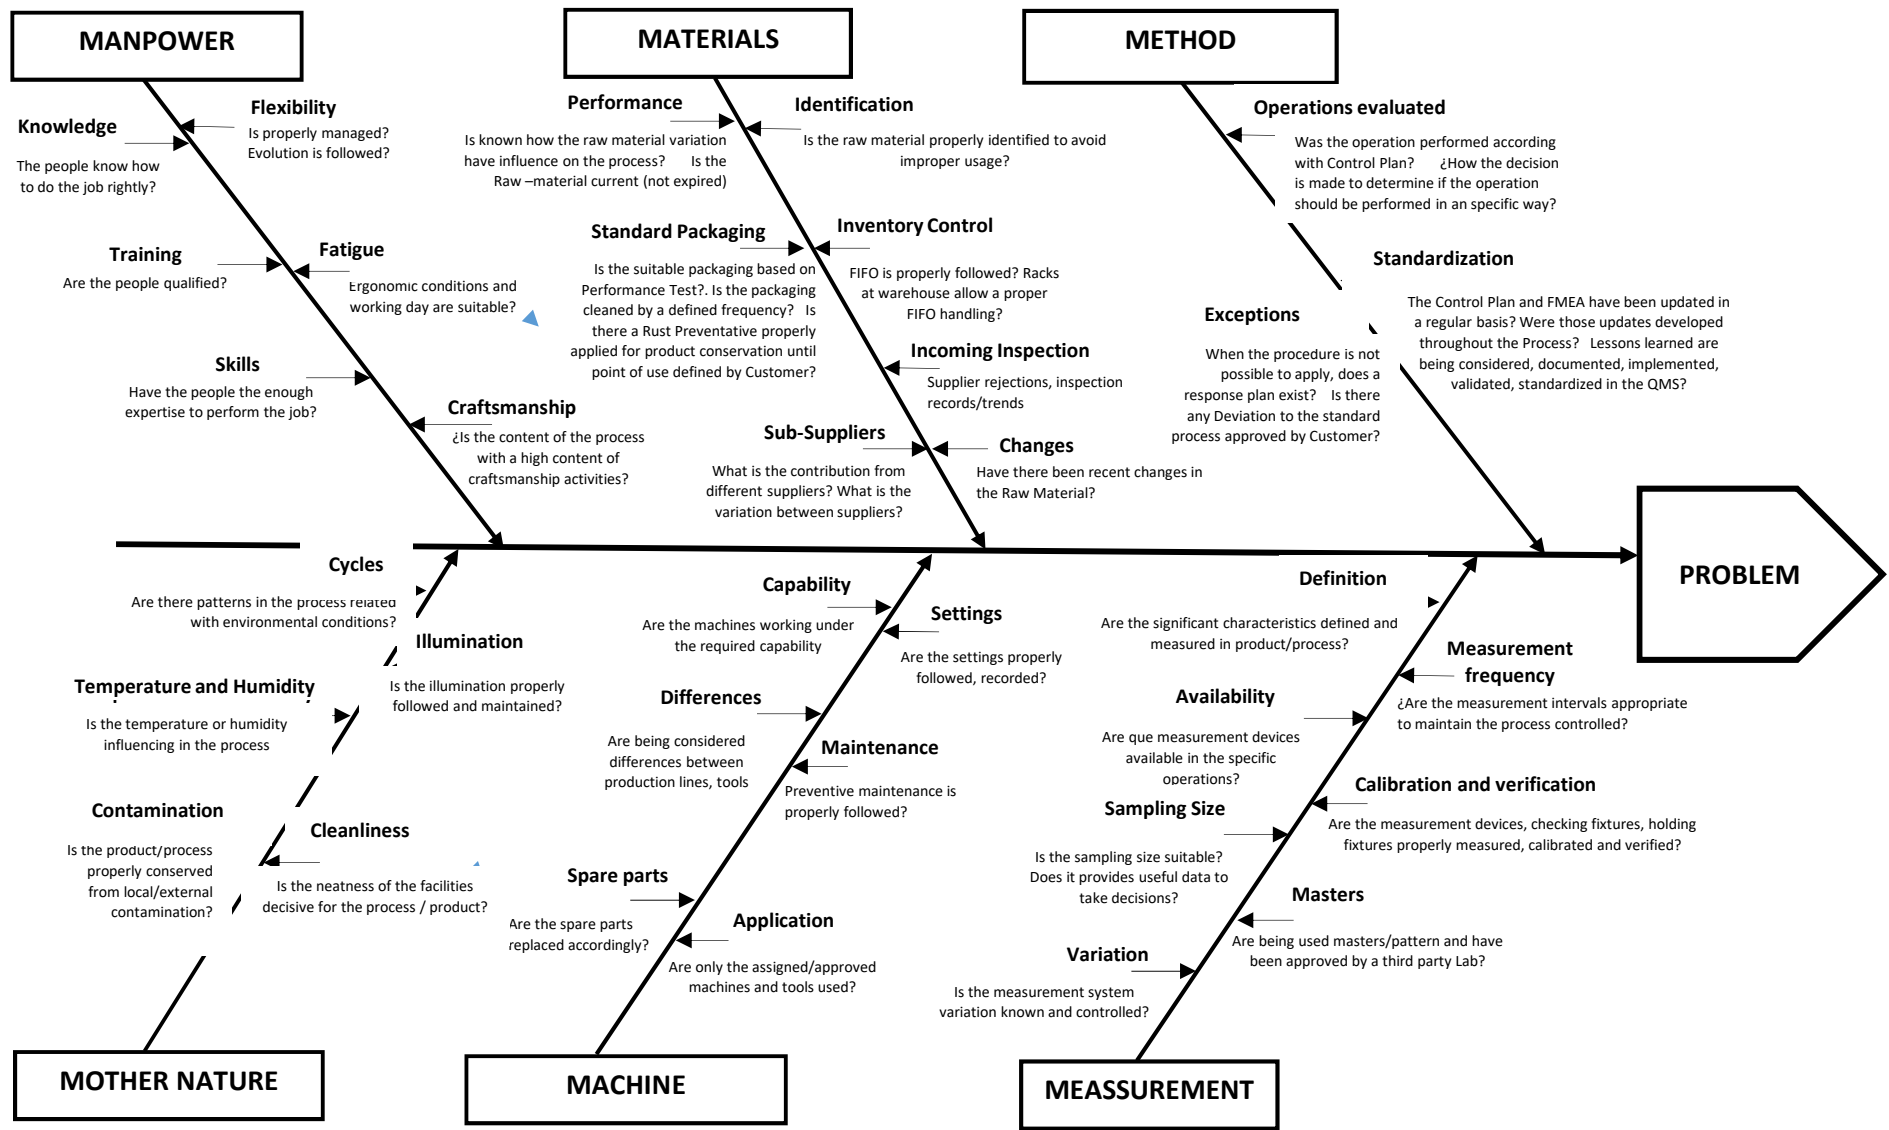 MANPOWER
Flexibility
Is properly managed?
Evolution is followed?
Knowledge
The people know how
to do the job rightly?
Training
Are the people qualified?
Fatigue
Ergonomic conditions and
working day are suitable?
Skills
Have the people the enough
expertise to perform the job?
Craftsmanship
¿Is the content of the process
with a high content of
craftsmanship activities?
MATERIALS
Performance
Is known how the raw material variation
have influence on the process? Is the
Raw –material current (not expired)
Identification
Is the raw material properly identified to avoid
improper usage?
Standard Packaging
Is the suitable packaging based on
Performance Test?. Is the packaging
cleaned by a defined frequency? Is
there a Rust Preventative properly
applied for product conservation until
point of use defined by Customer?
Inventory Control
FIFO is properly followed? Racks
at warehouse allow a proper
FIFO handling?
Incoming Inspection
Supplier rejections, inspection
records/trends
Sub-Suppliers
What is the contribution from
different suppliers? What is the
variation between suppliers?
Changes
Have there been recent changes in
the Raw Material?
METHOD
Operations evaluated
Was the operation performed according
with Control Plan? ¿How the decision
is made to determine if the operation
should be performed in an specific way?
Standardization
The Control Plan and FMEA have been updated in
a regular basis? Were those updates developed
throughout the Process? Lessons learned are
being considered, documented, implemented,
validated, standardized in the QMS?
Exceptions
When the procedure is not
possible to apply, does a
response plan exist? Is there
any Deviation to the standard
process approved by Customer?
PROBLEM
Cycles
Are there patterns in the process related
with environmental conditions?
Illumination
Is the illumination properly
followed and maintained?
Temperature and Humidity
Is the temperature or humidity
influencing in the process
Contamination
Is the product/process
properly conserved
from local/external
contamination?
Cleanliness
Is the neatness of the facilities
decisive for the process / product?
MOTHER NATURE
Capability
Are the machines working under
the required capability
Settings
Are the settings properly
followed, recorded?
Differences
Are being considered
differences between
production lines, tools
Maintenance
Preventive maintenance is
properly followed?
Spare parts
Are the spare parts
replaced accordingly?
Application
Are only the assigned/approved
machines and tools used?
MACHINE
Definition
Are the significant characteristics defined and
measured in product/process?
Measurement
frequency
¿Are the measurement intervals appropriate
to maintain the process controlled?
Availability
Are que measurement devices
available in the specific
operations?
Calibration and verification
Are the measurement devices, checking fixtures, holding
fixtures properly measured, calibrated and verified?
Sampling Size
Is the sampling size suitable?
Does it provides useful data to
take decisions?
Masters
Are being used masters/pattern and have
been approved by a third party Lab?
Variation
Is the measurement system
variation known and controlled?
MEASSUREMENT